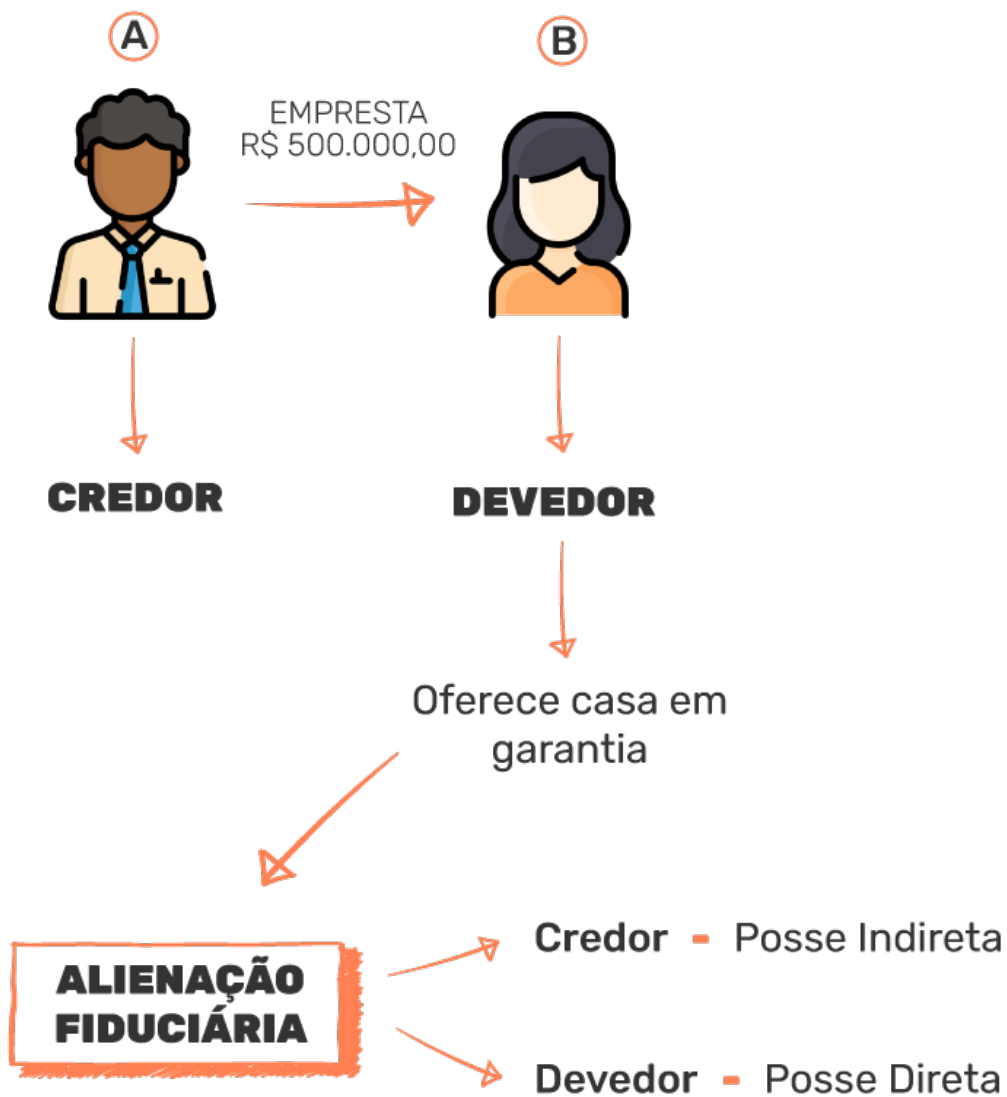 A
B
EMPRESTA
R$ 500.000,00
CREDOR
DEVEDOR
Oferece casa em
garantia
ALIENAÇÃO
FIDUCIÁRIA
Credor - Posse Indireta
Devedor - Posse Direta